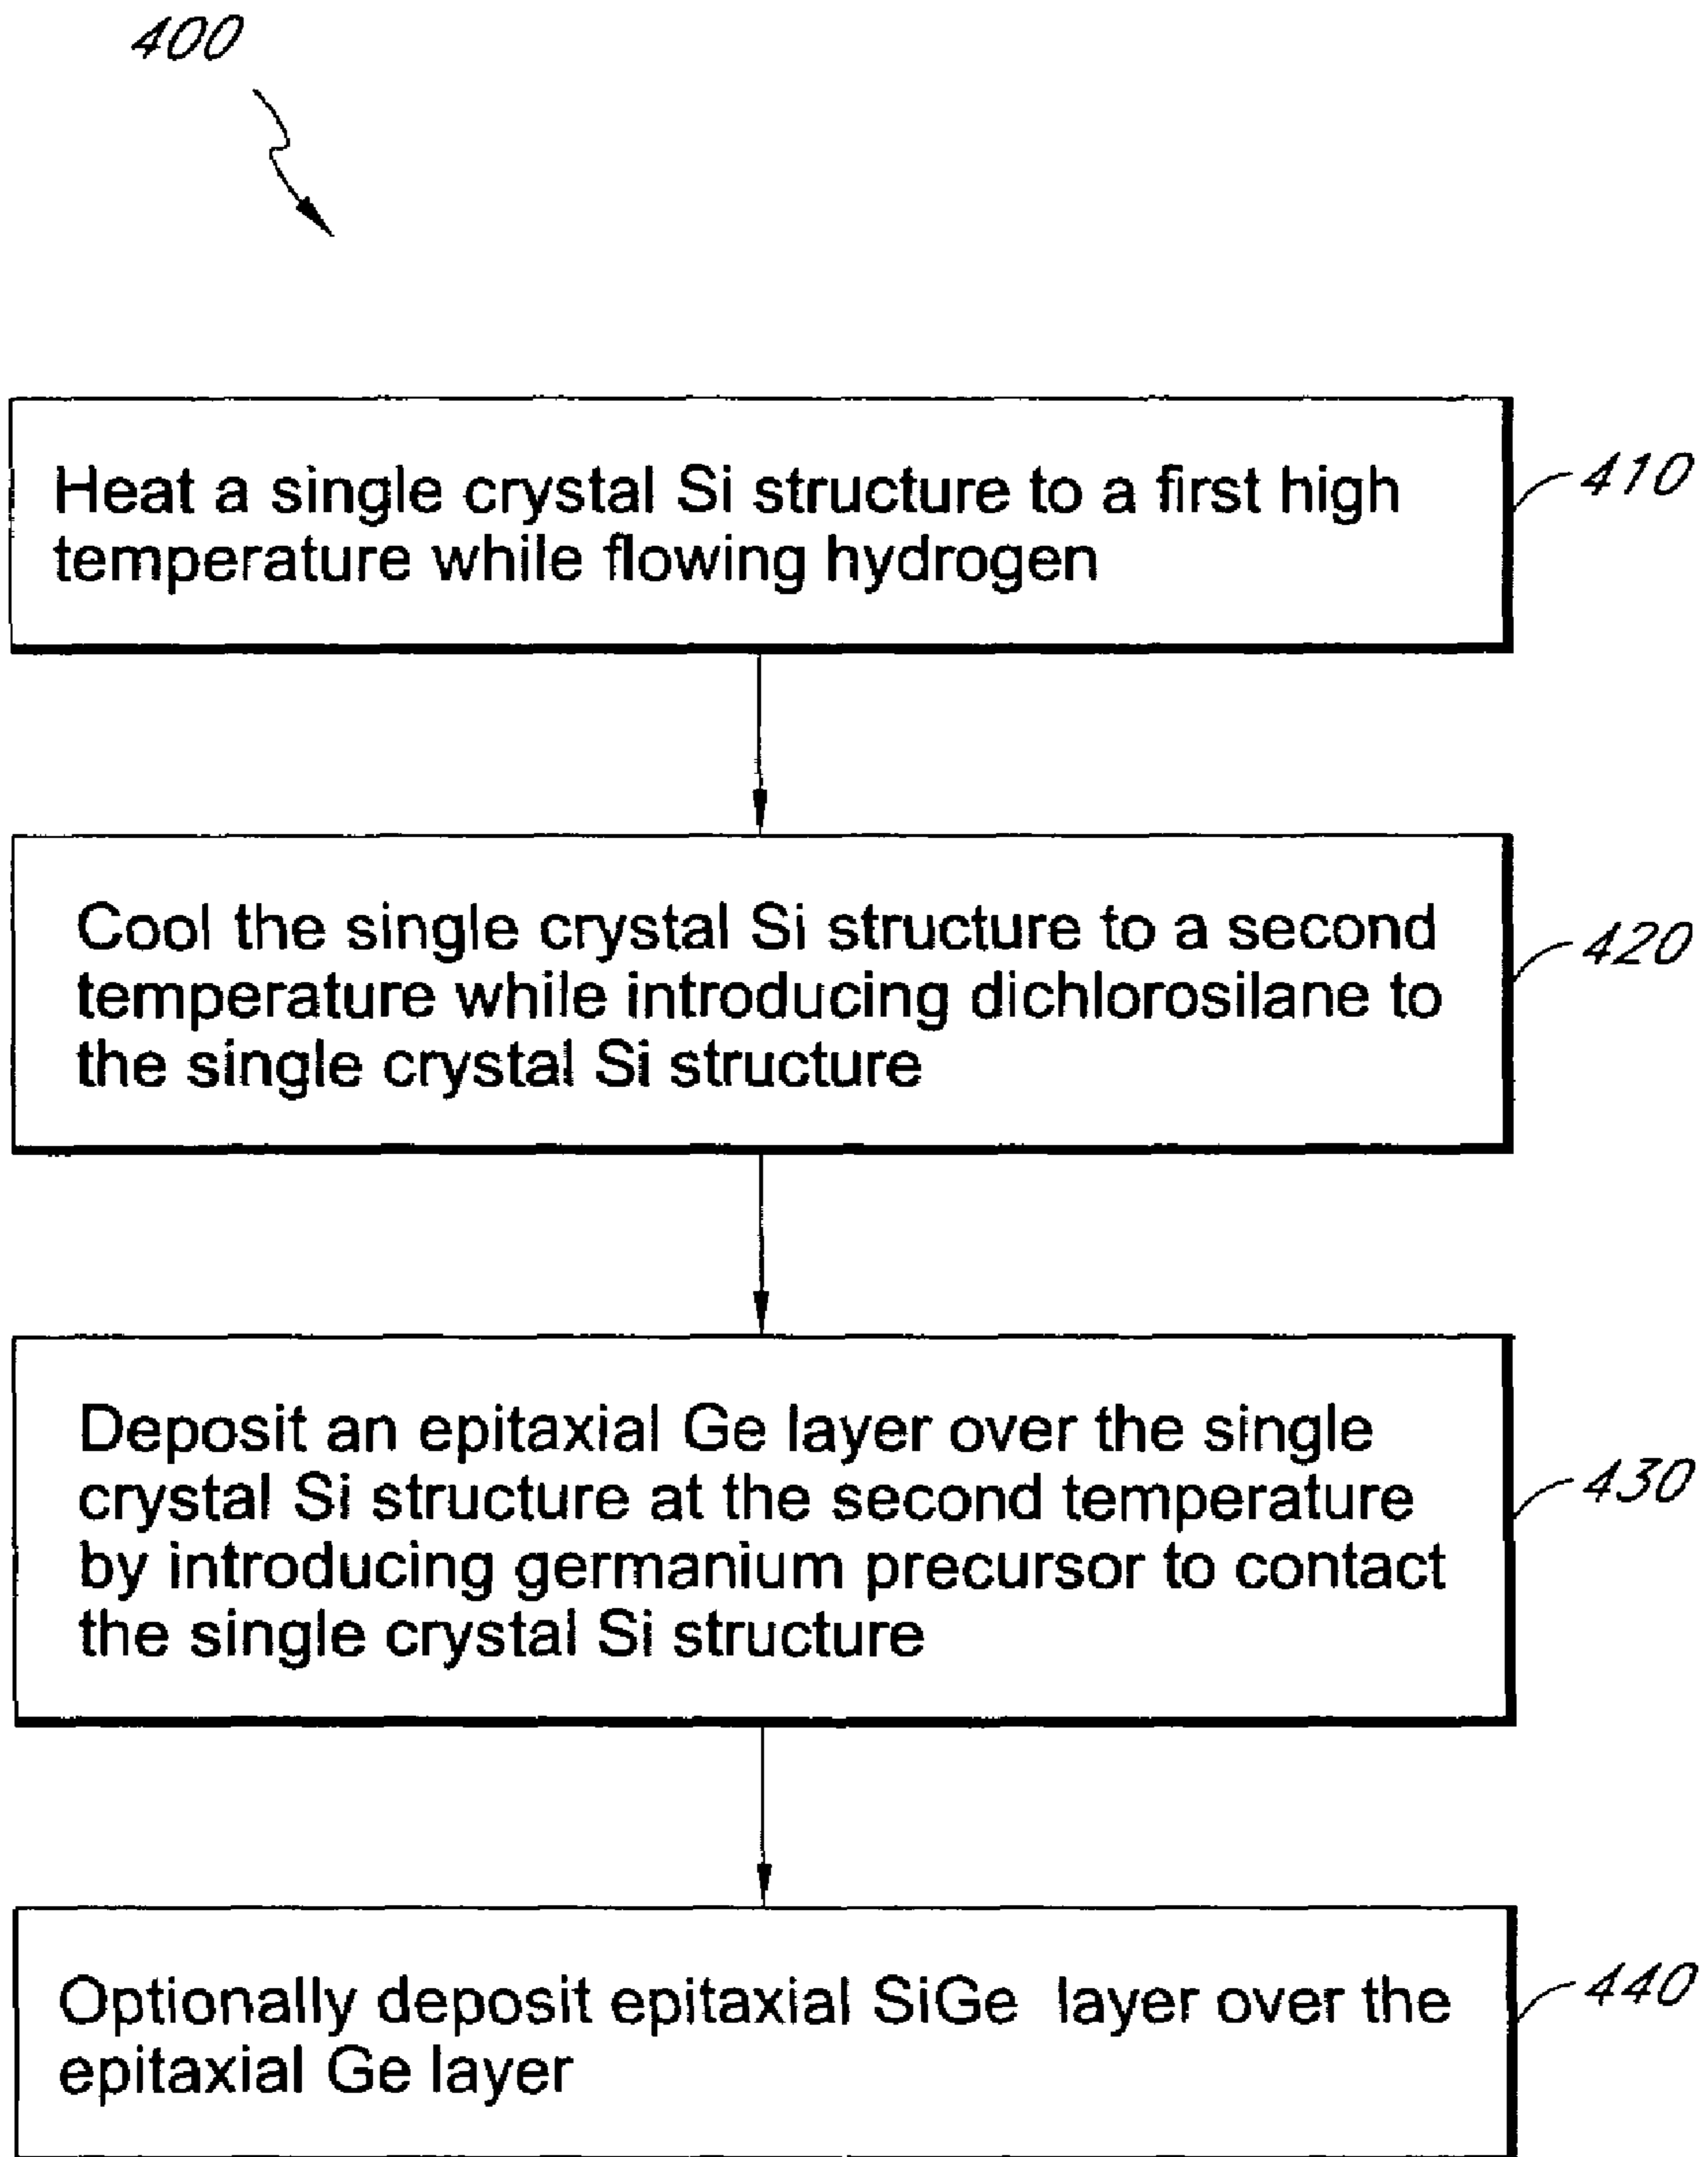 400
Heat a single crystal Si structure to a first high
temperature while flowing hydrogen
410
Cool the single crystal Si structure to a second
temperature while introducing dichlorosilane to
the single crystal Si structure
420
Deposit an epitaxial Ge layer over the single
crystal Si structure at the second temperature
by introducing germanium precursor to contact
the single crystal Si structure
430
Optionally deposit epitaxial SiGe layer over the
epitaxial Ge layer
440